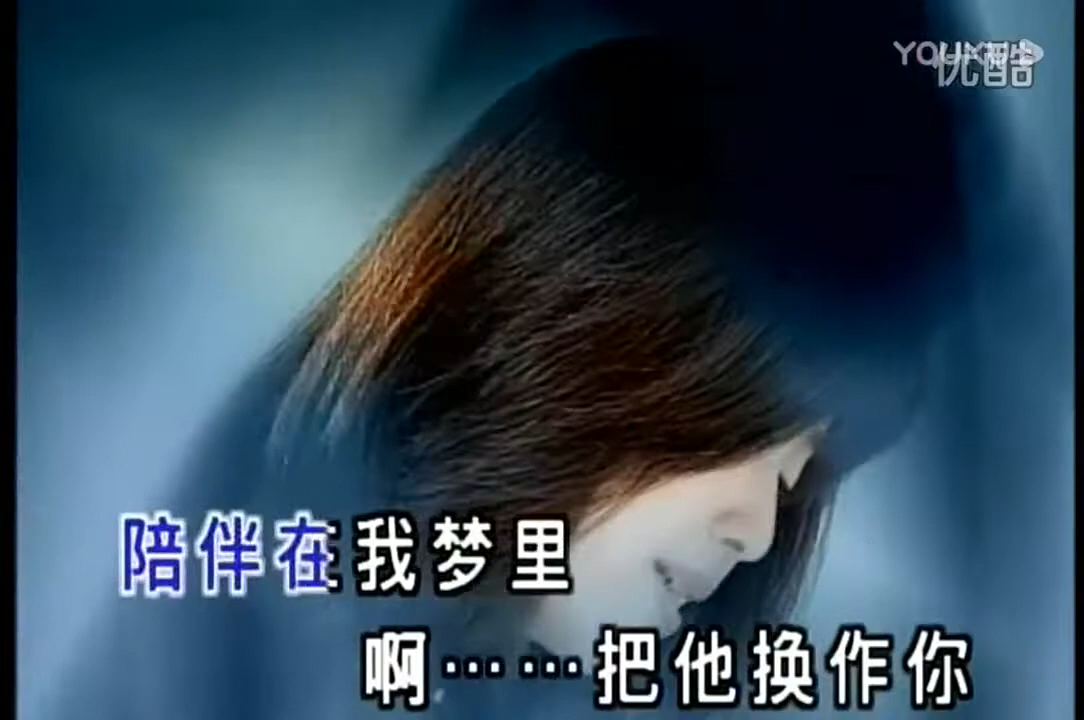 优酷
陪伴在我梦里
啊……把他换作你